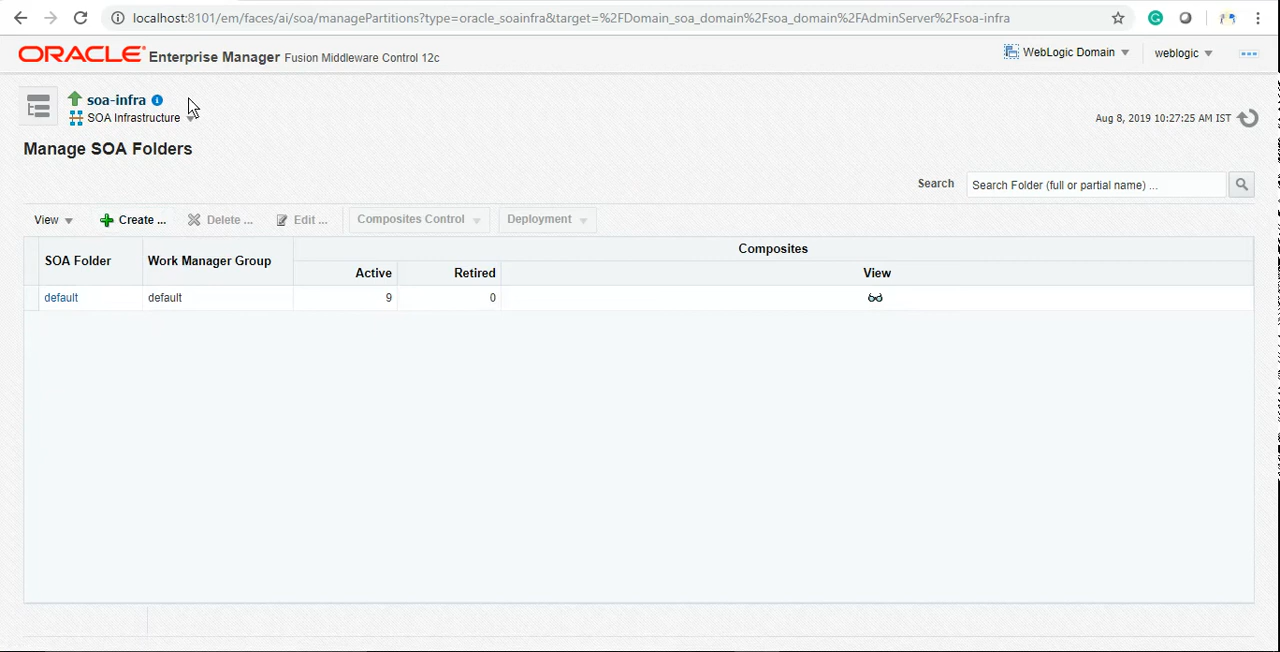 localhost:8101/em/faces/ai/soa/managePartitions?type=oracle_soainfra&target=%2FDomain_soa_domain%2Fsoa_domain%2FAdminServer%2Fsoa-infra
ORACLE Enterprise Manager Fusion Middleware Control 12c
WebLogic Domain
weblogic
soa-infra
SOA Infrastructure
Aug 8, 2019 10:27:25 AM IST
Manage SOA Folders
Search
Search Folder (full or partial name) ...
View
Create ...
Delete ...
Edit ...
Composites Control
Deployment
SOA Folder Work Manager Group Composites
Active Retired View
default default 9 0